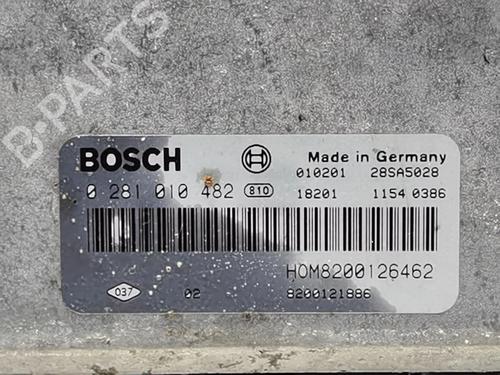 B-PARTS
BOSCH
Made in Germany
010201 28SA5028
0 281 010 482 810
18201 1154 0386
HOM8200126462
037 02 8200121886